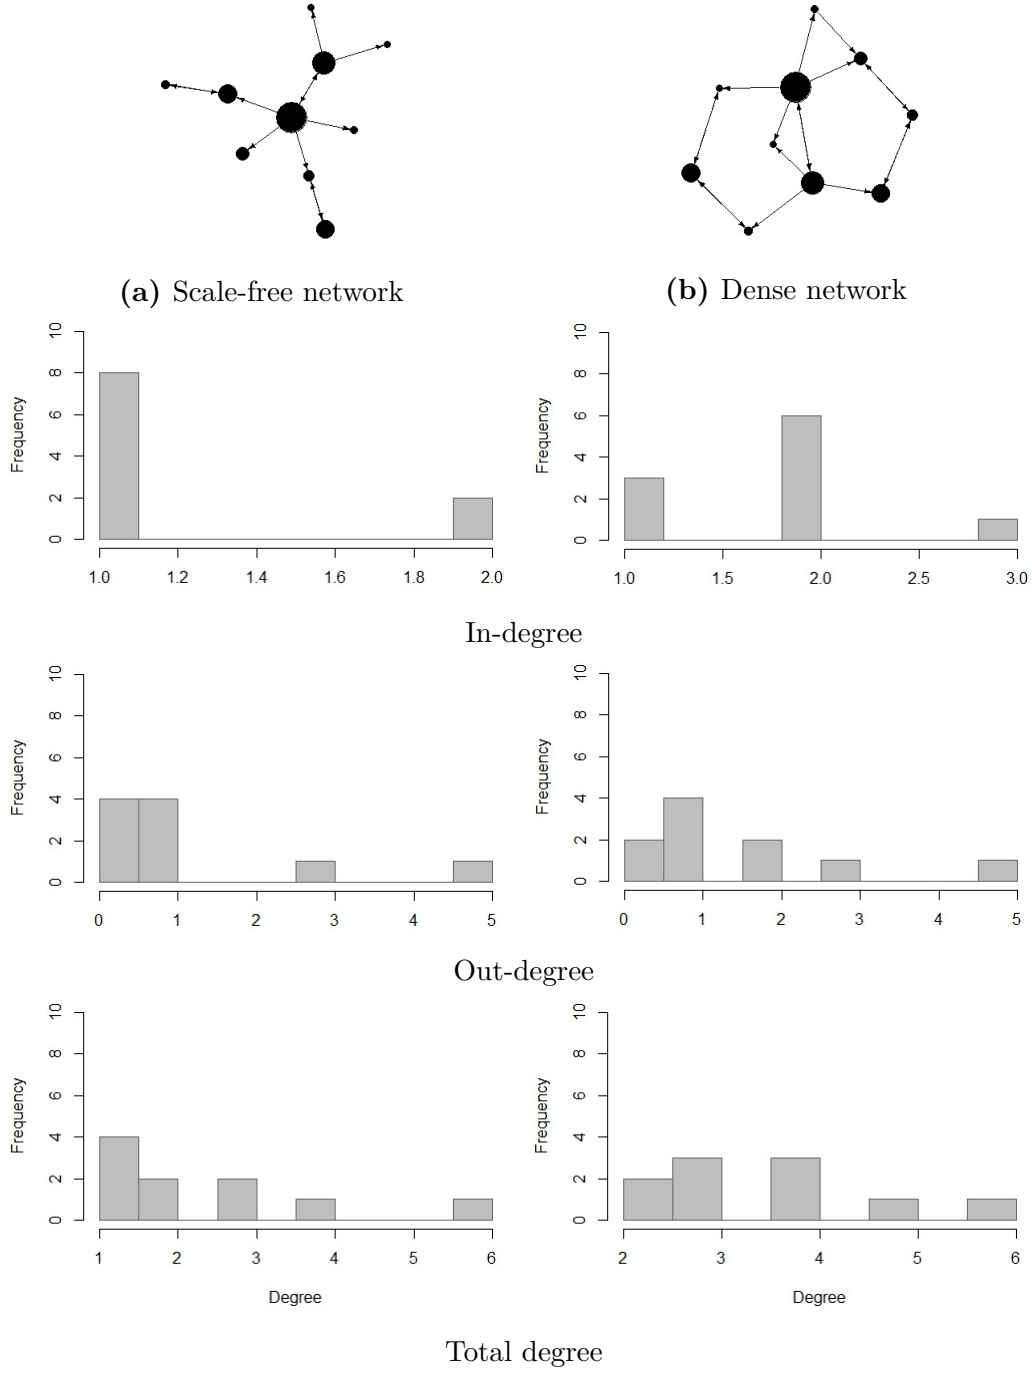 (a) Scale-free network
(b) Dense network
Frequency
0 2 4 6 8 10
1.0 1.2 1.4 1.6 1.8 2.0
Frequency
0 2 4 6 8 10
1.0 1.5 2.0 2.5 3.0
In-degree
Frequency
0 2 4 6 8 10
0 1 2 3 4 5
Frequency
0 2 4 6 8 10
0 1 2 3 4 5
Out-degree
Frequency
0 2 4 6 8 10
1 2 3 4 5 6
Degree
Frequency
0 2 4 6 8 10
2 3 4 5 6
Degree
Total degree